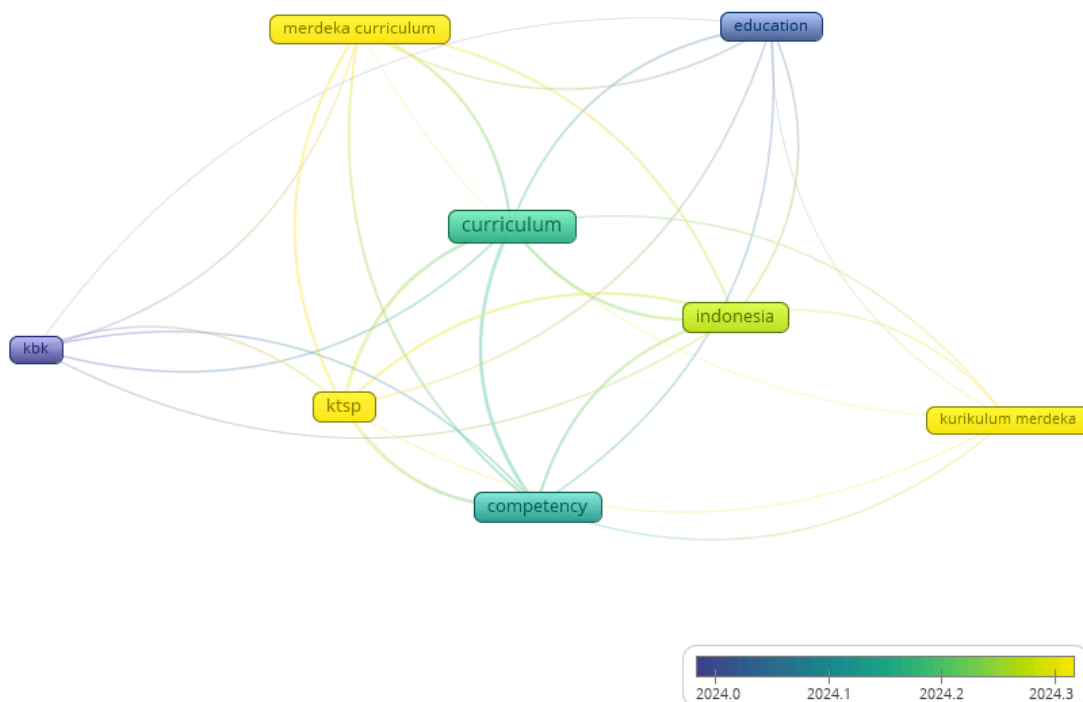 merdeka curriculum
education
curriculum
indonesia
kbk
ktsp
kurikulum merdeka
competency
2024.0
2024.1
2024.2
2024.3